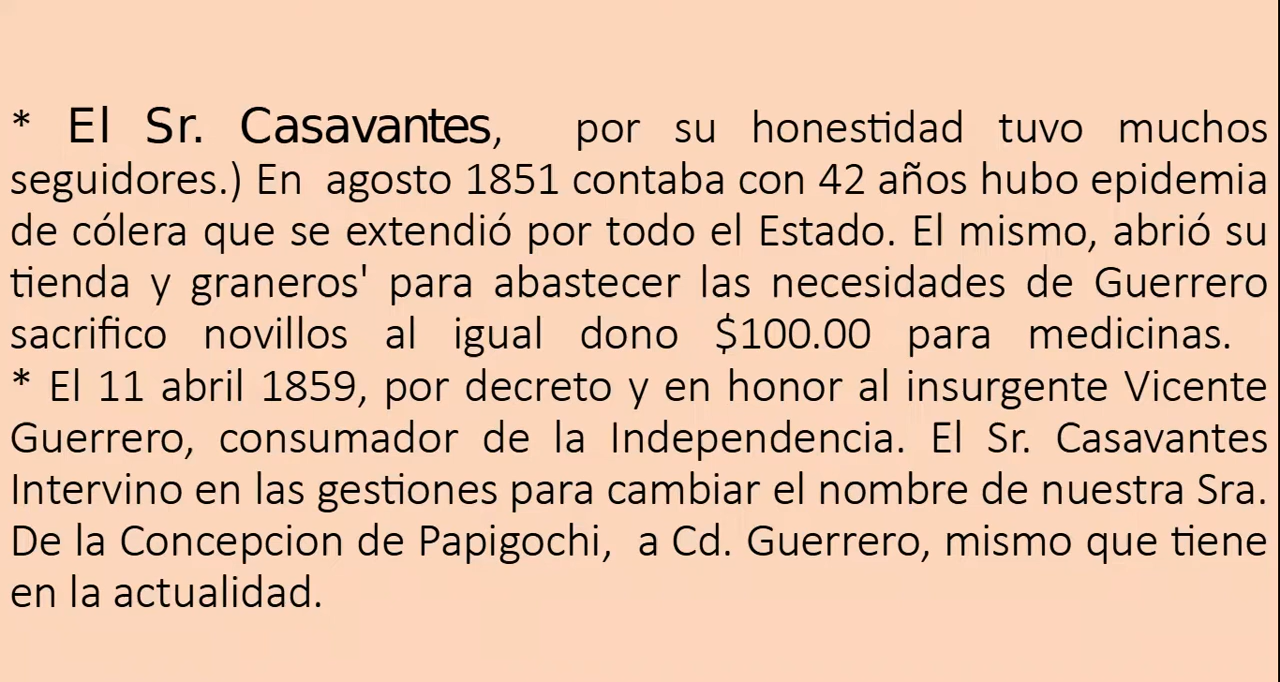 * El Sr. Casavantes, por su honestidad tuvo muchos
seguidores.) En agosto 1851 contaba con 42 años hubo epidemia
de cólera que se extendió por todo el Estado. El mismo, abrió su
tienda y graneros' para abastecer las necesidades de Guerrero
sacrifico novillos al igual dono $100.00 para medicinas.
* El 11 abril 1859, por decreto y en honor al insurgente Vicente
Guerrero, consumador de la Independencia. El Sr. Casavantes
Intervino en las gestiones para cambiar el nombre de nuestra Sra.
De la Concepcion de Papigochi, a Cd. Guerrero, mismo que tiene
en la actualidad.